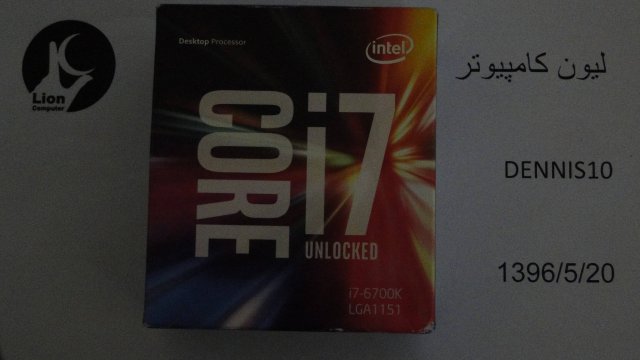 Lion
Computer
Desktop Processor
intel
CORE i7
UNLOCKED
i7-6700K
LGA1151
لیون کامپیوتر
DENNIS10
1396/5/20